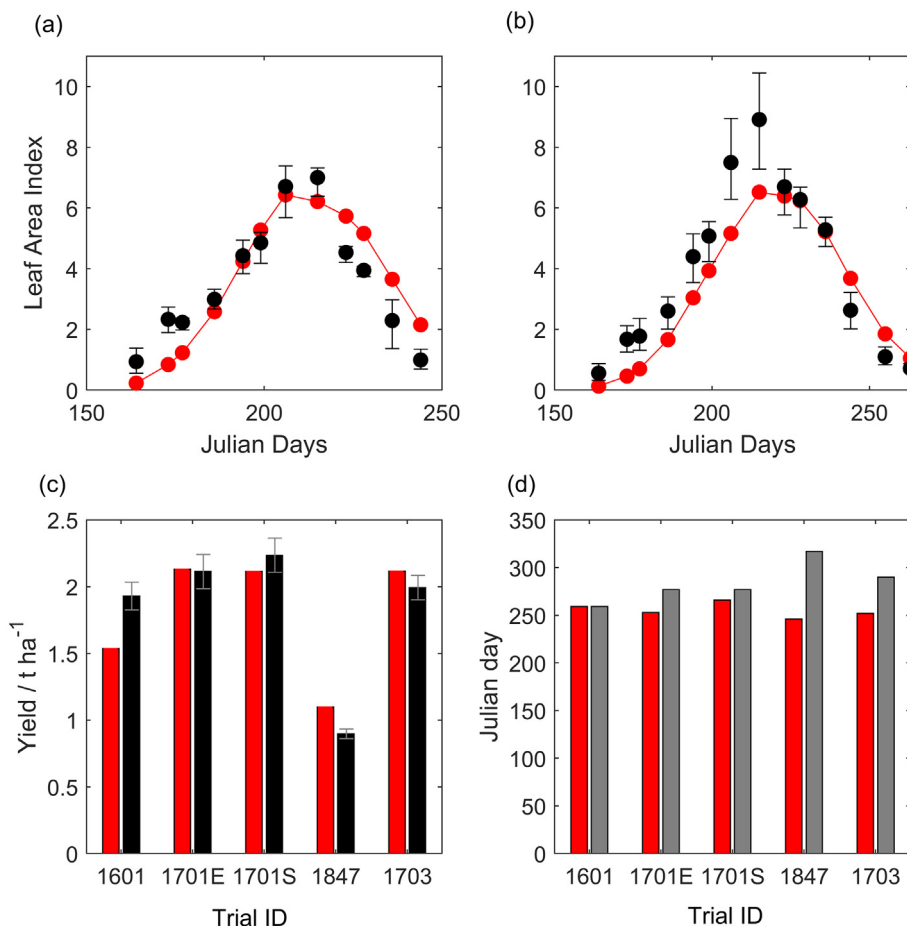 (a)
(b)
10
8
6
4
2
0
Leaf Area Index
150
200
250
Julian Days
10
8
6
4
2
0
150
200
250
Julian Days
(c)
(d)
2.5
2
1.5
1
0.5
0
Yield / t ha⁻¹
1601
1701E
1701S
1847
1703
Trial ID
350
300
250
200
150
100
50
0
Julian day
1601
1701E
1701S
1847
1703
Trial ID